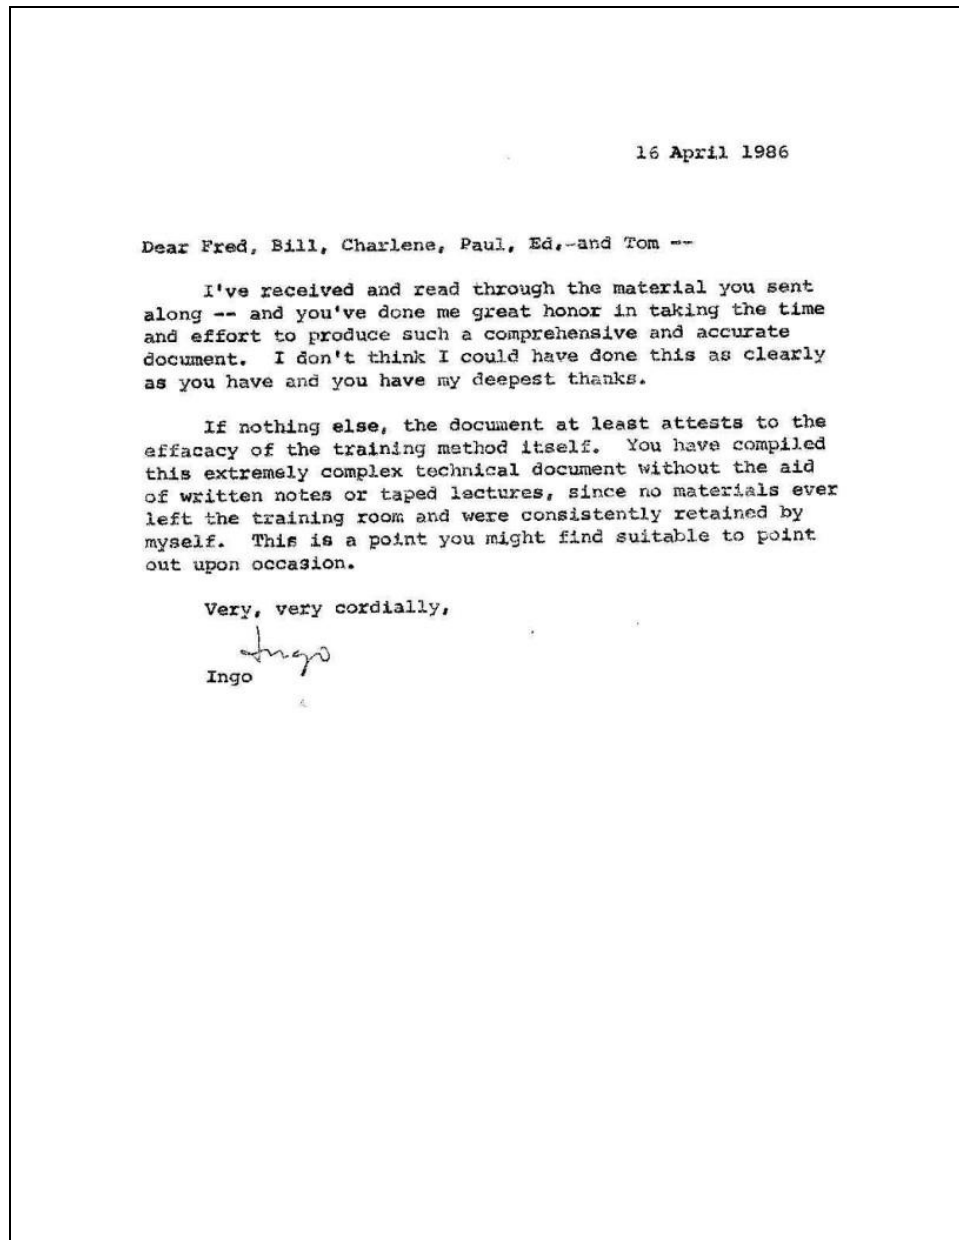 16 April 1986
Dear Fred, Bill, Charlene, Paul, Ed,-and Tom --
I've received and read through the material you sent
along -- and you've done me great honor in taking the time
and effort to produce such a comprehensive and accurate
document. I don't think I could have done this as clearly
as you have and you have my deepest thanks.
If nothing else, the document at least attests to the
effacacy of the training method itself. You have compiled
this extremely complex technical document without the aid
of written notes or taped lectures, since no materials ever
left the training room and were consistently retained by
myself. This is a point you might find suitable to point
out upon occasion.
Very, very cordially,
Ingo
Ingo